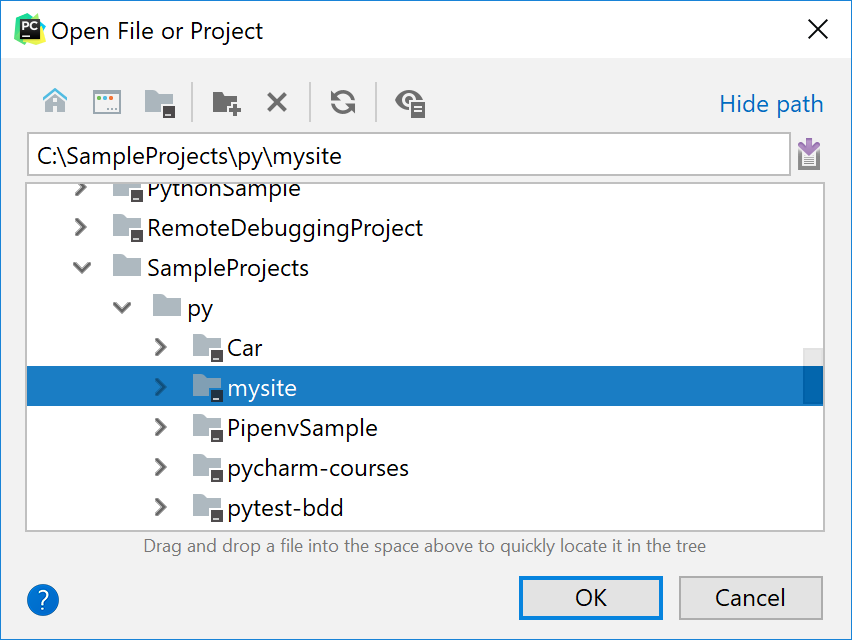 PC
Open File or Project
Hide path
C:\SampleProjects\py\mysite
PythonSample
RemoteDebuggingProject
SampleProjects
py
Car
mysite
PipenvSample
pycharm-courses
pytest-bdd
Drag and drop a file into the space above to quickly locate it in the tree
?
OK
Cancel